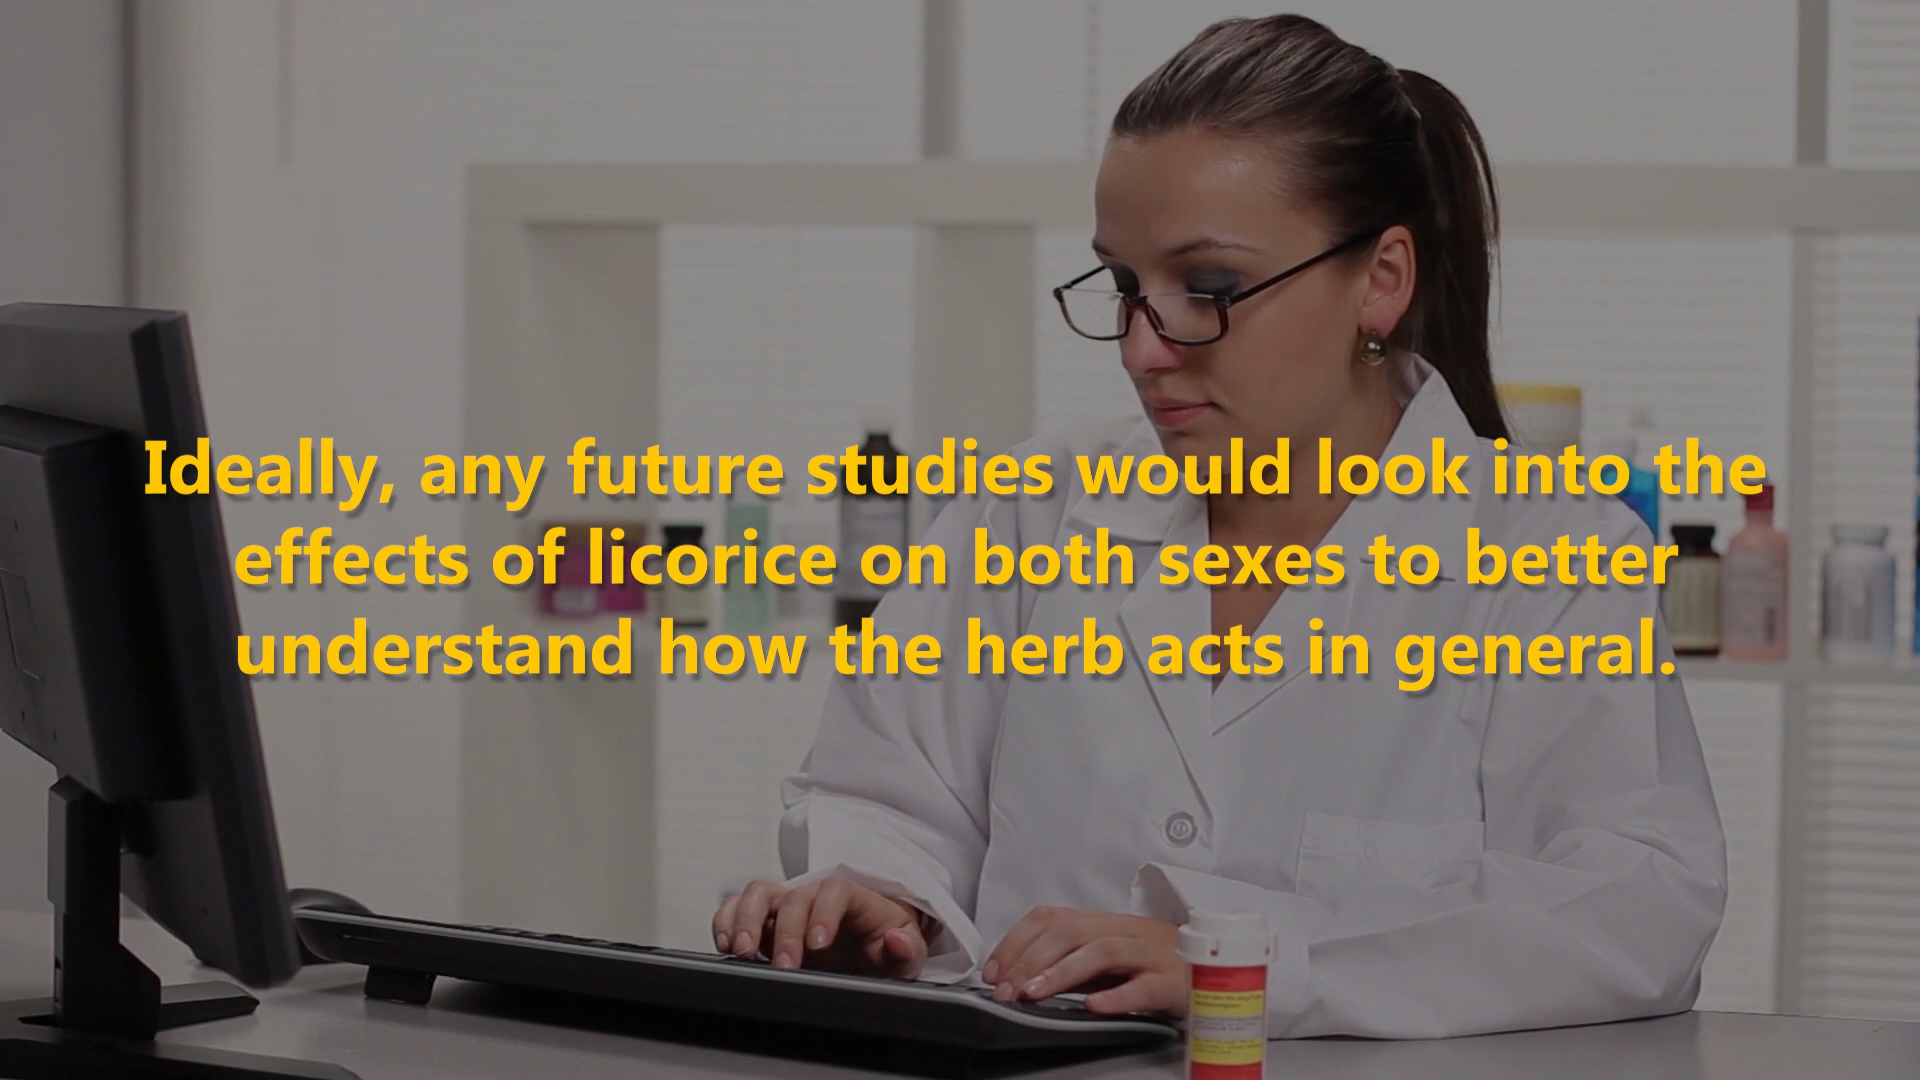 Ideally, any future studies would look into the
effects of licorice on both sexes to better
understand how the herb acts in general.